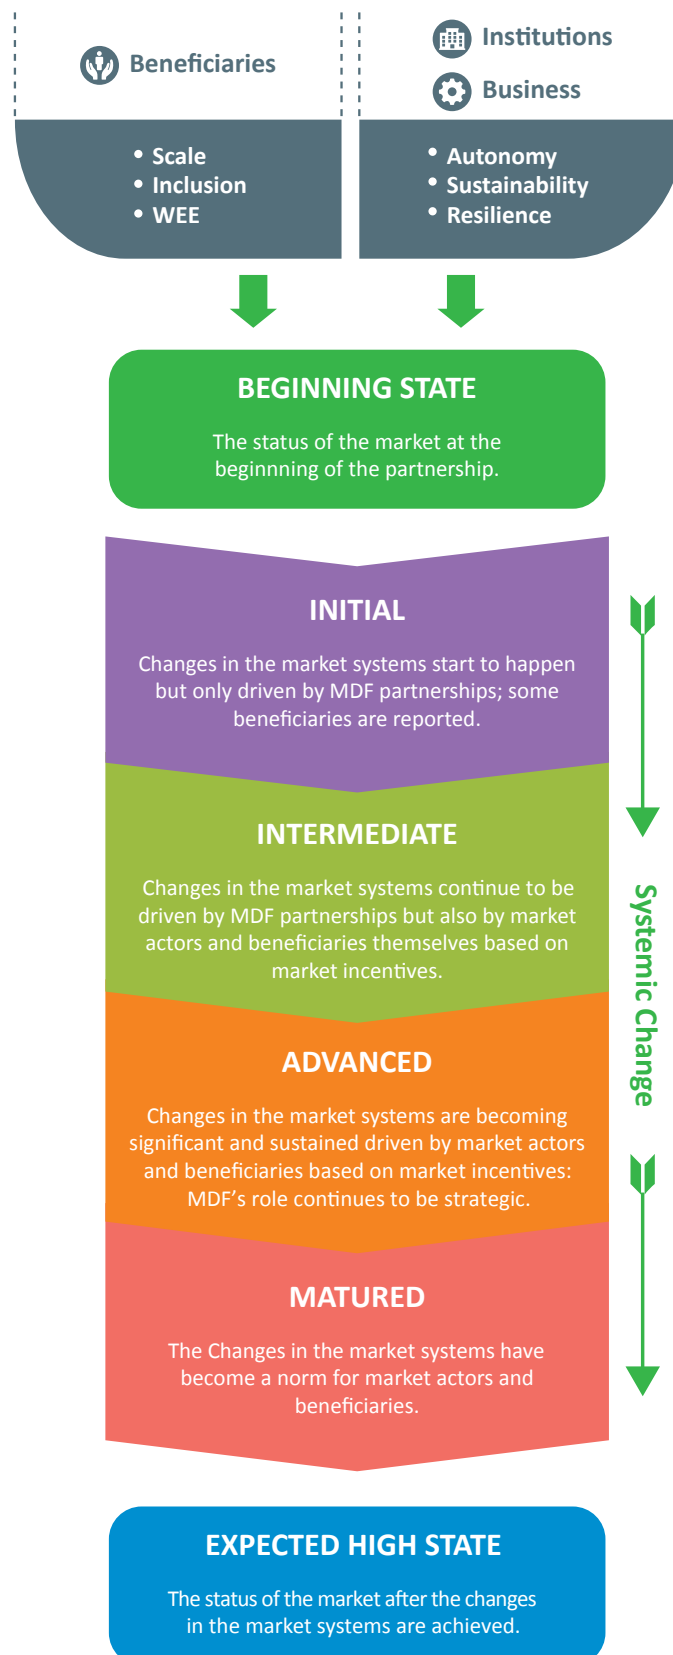 Beneficiaries
Institutions
Business
• Scale
• Inclusion
• WEE
• Autonomy
• Sustainability
• Resilience
BEGINNING STATE
The status of the market at the
beginnning of the partnership.
INITIAL
Changes in the market systems start to happen
but only driven by MDF partnerships; some
beneficiaries are reported.
INTERMEDIATE
Changes in the market systems continue to be
driven by MDF partnerships but also by market
actors and beneficiaries themselves based on
market incentives.
Systemic Change
ADVANCED
Changes in the market systems are becoming
significant and sustained driven by market actors
and beneficiaries based on market incentives:
MDF's role continues to be strategic.
MATURED
The Changes in the market systems have
become a norm for market actors and
beneficiaries.
EXPECTED HIGH STATE
The status of the market after the changes
in the market systems are achieved.